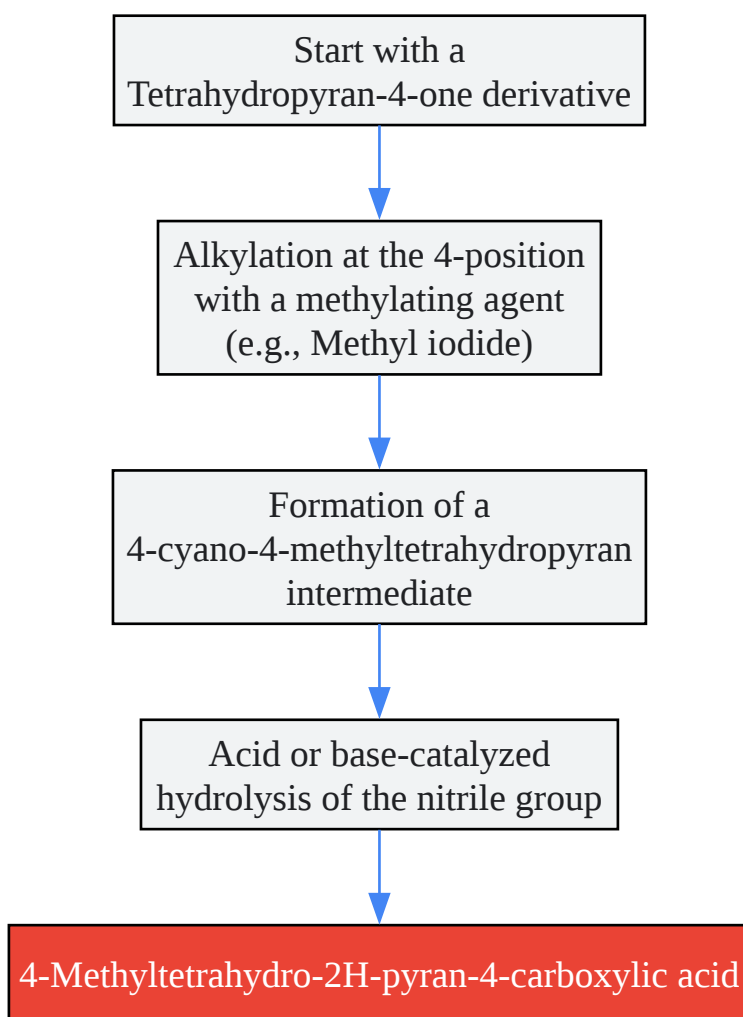 Start with a
Tetrahydropyran-4-one derivative
Alkylation at the 4-position
with a methylating agent
(e.g., Methyl iodide)
Formation of a
4-cyano-4-methyltetrahydropyran
intermediate
Acid or base-catalyzed
hydrolysis of the nitrile group
4-Methyltetrahydro-2H-pyran-4-carboxylic acid